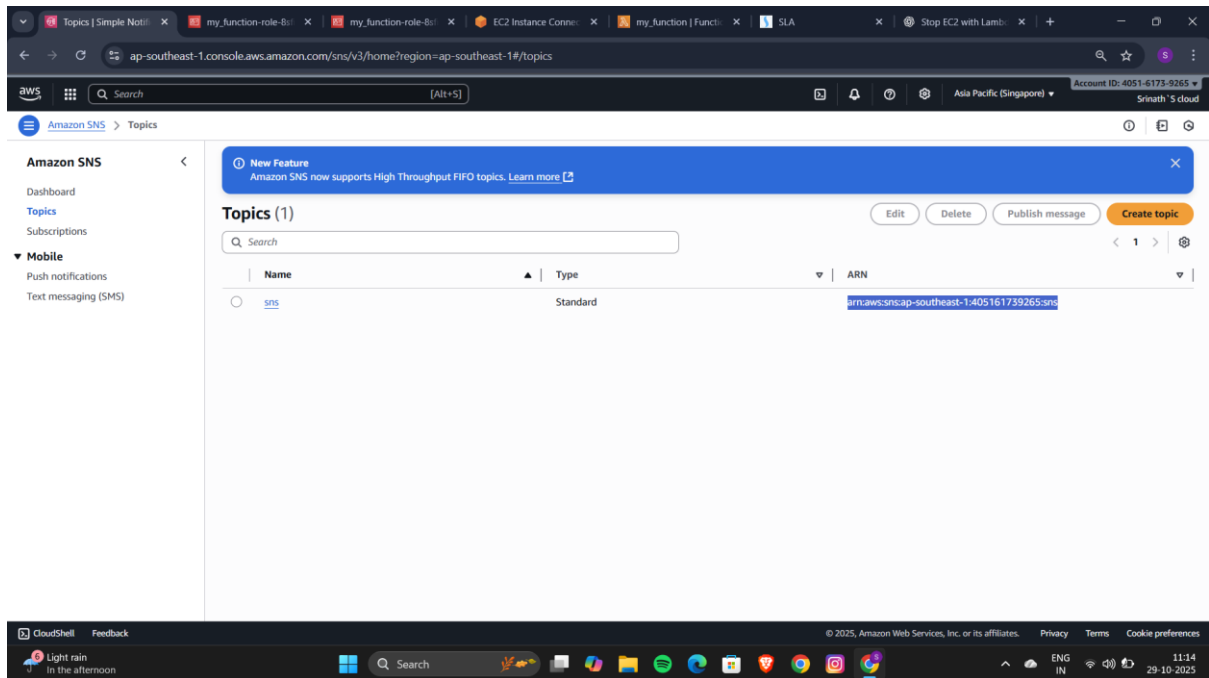 Topics | Simple Notifi
my_function-role-8sf
my_function-role-8sf
EC2 Instance Connec
my_function | Functic
SLA
Stop EC2 with Lambd
ap-southeast-1.console.aws.amazon.com/sns/v3/home?region=ap-southeast-1#/topics
S
aws
Search
[Alt+S]
Asia Pacific (Singapore)
Account ID: 4051-6173-9265
Srinath`S cloud
Amazon SNS > Topics
Amazon SNS
Dashboard
Topics
Subscriptions
Mobile
Push notifications
Text messaging (SMS)
New Feature
Amazon SNS now supports High Throughput FIFO topics. Learn more
Topics (1)
Edit
Delete
Publish message
Create topic
Search
1
Name
Type
ARN
sns
Standard
arn:aws:sns:ap-southeast-1:405161739265:sns
CloudShell
Feedback
© 2025, Amazon Web Services, Inc. or its affiliates.
Privacy
Terms
Cookie preferences
6
Light rain
In the afternoon
Search
ENG
IN
11:14
29-10-2025